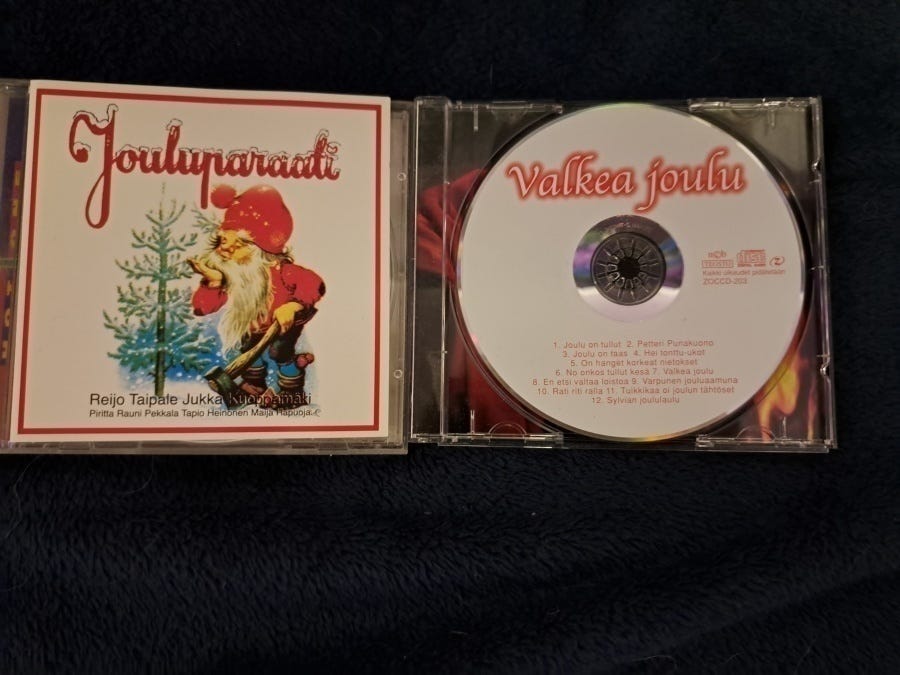 Jouluparaati
Reijo Taipale Jukka Kuoppamäki
Piritta Rauni Pekkala Tapio Heinonen Maija Hapuoja
Valkea joulu
ncb
TEOSTO
disc
Kaikki oikeudet pidätetään
ZOCCD-203
1. Joulu on tullut 2. Petteri Punakuono
3. Joulu on taas 4. Hei tonttu-ukot
5. On hanget korkeat nietokset
6. No onkos tullut kesä 7. Valkea joulu
8. En etsi valtaa loistoa 9. Varpunen jouluaamuna
10. Rati riti ralla 11. Tuikkikaa oi joulun tähtöset
12. Sylvian joululaulu